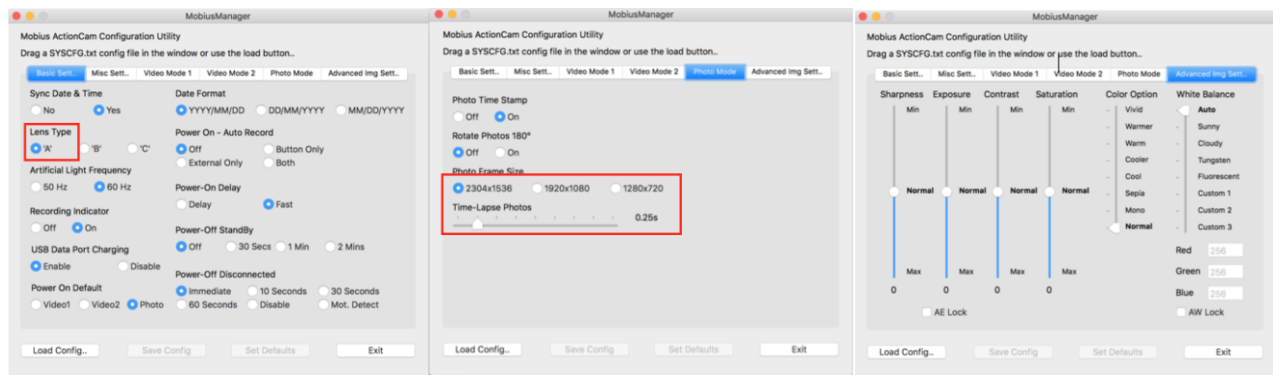 MobiusManager
Mobius ActionCam Configuration Utility
Drag a SYSCFG.txt config file in the window or use the load button..
Basic Sett.. Misc Sett.. Video Mode 1 Video Mode 2 Photo Mode Advanced Img Sett..
Sync Date & Time
No Yes
Lens Type
'A' 'B' 'C'
Artificial Light Frequency
50 Hz 60 Hz
Recording Indicator
Off On
USB Data Port Charging
Enable Disable
Power On Default
Video1 Video2 Photo
Date Format
YYYY/MM/DD DD/MM/YYYY MM/DD/YYYY
Power On - Auto Record
Off Button Only
External Only Both
Power-On Delay
Delay Fast
Power-Off StandBy
Off 30 Secs 1 Min 2 Mins
Power-Off Disconnected
Immediate 10 Seconds 30 Seconds
60 Seconds Disable Mot. Detect
Load Config.. Save Config Set Defaults Exit
MobiusManager
Mobius ActionCam Configuration Utility
Drag a SYSCFG.txt config file in the window or use the load button..
Basic Sett.. Misc Sett.. Video Mode 1 Video Mode 2 Photo Mode Advanced Img Sett..
Photo Time Stamp
Off On
Rotate Photos 180°
Off On
Photo Frame Size
2304x1536 1920x1080 1280x720
Time-Lapse Photos
0.25s
Load Config.. Save Config Set Defaults Exit
MobiusManager
Mobius ActionCam Configuration Utility
Drag a SYSCFG.txt config file in the window or use the load button..
Basic Sett.. Misc Sett.. Video Mode 1 Video Mode 2 Photo Mode Advanced Img Sett..
Sharpness Exposure Contrast Saturation Color Option White Balance
Min Min Min Min Vivid Auto
Warmer Sunny
Warm Cloudy
Cooler Tungsten
Cool Fluorescent
Normal Normal Normal Normal Sepia Custom 1
Mono Custom 2
Normal Custom 3
Red 256
Max Max Max Max Green 256
0 0 0 0 Blue 256
AE Lock AW Lock
Load Config.. Save Config Set Defaults Exit